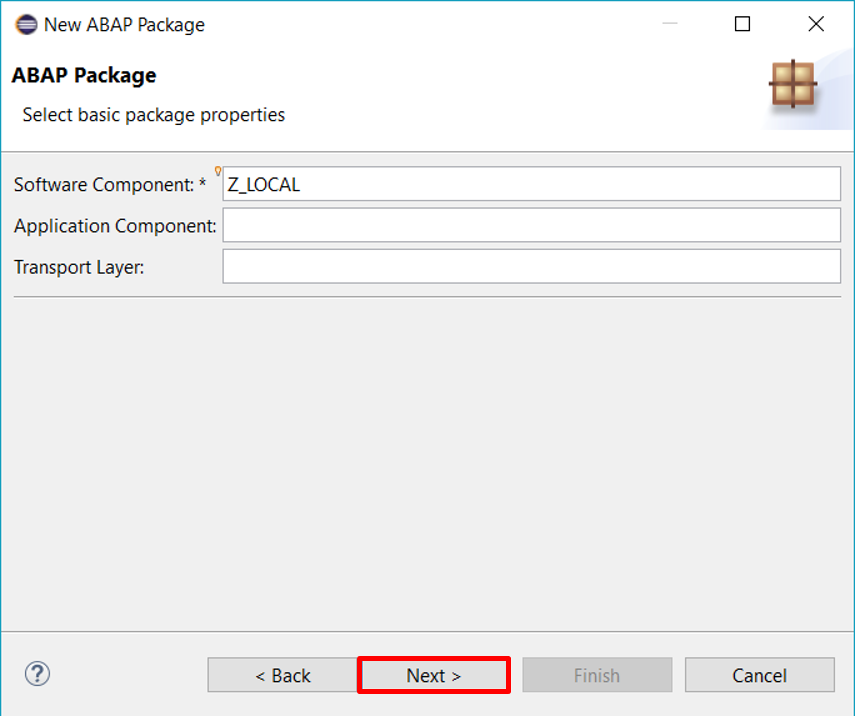 New ABAP Package
ABAP Package
Select basic package properties
Software Component: * Z_LOCAL
Application Component:
Transport Layer:
? < Back Next > Finish Cancel